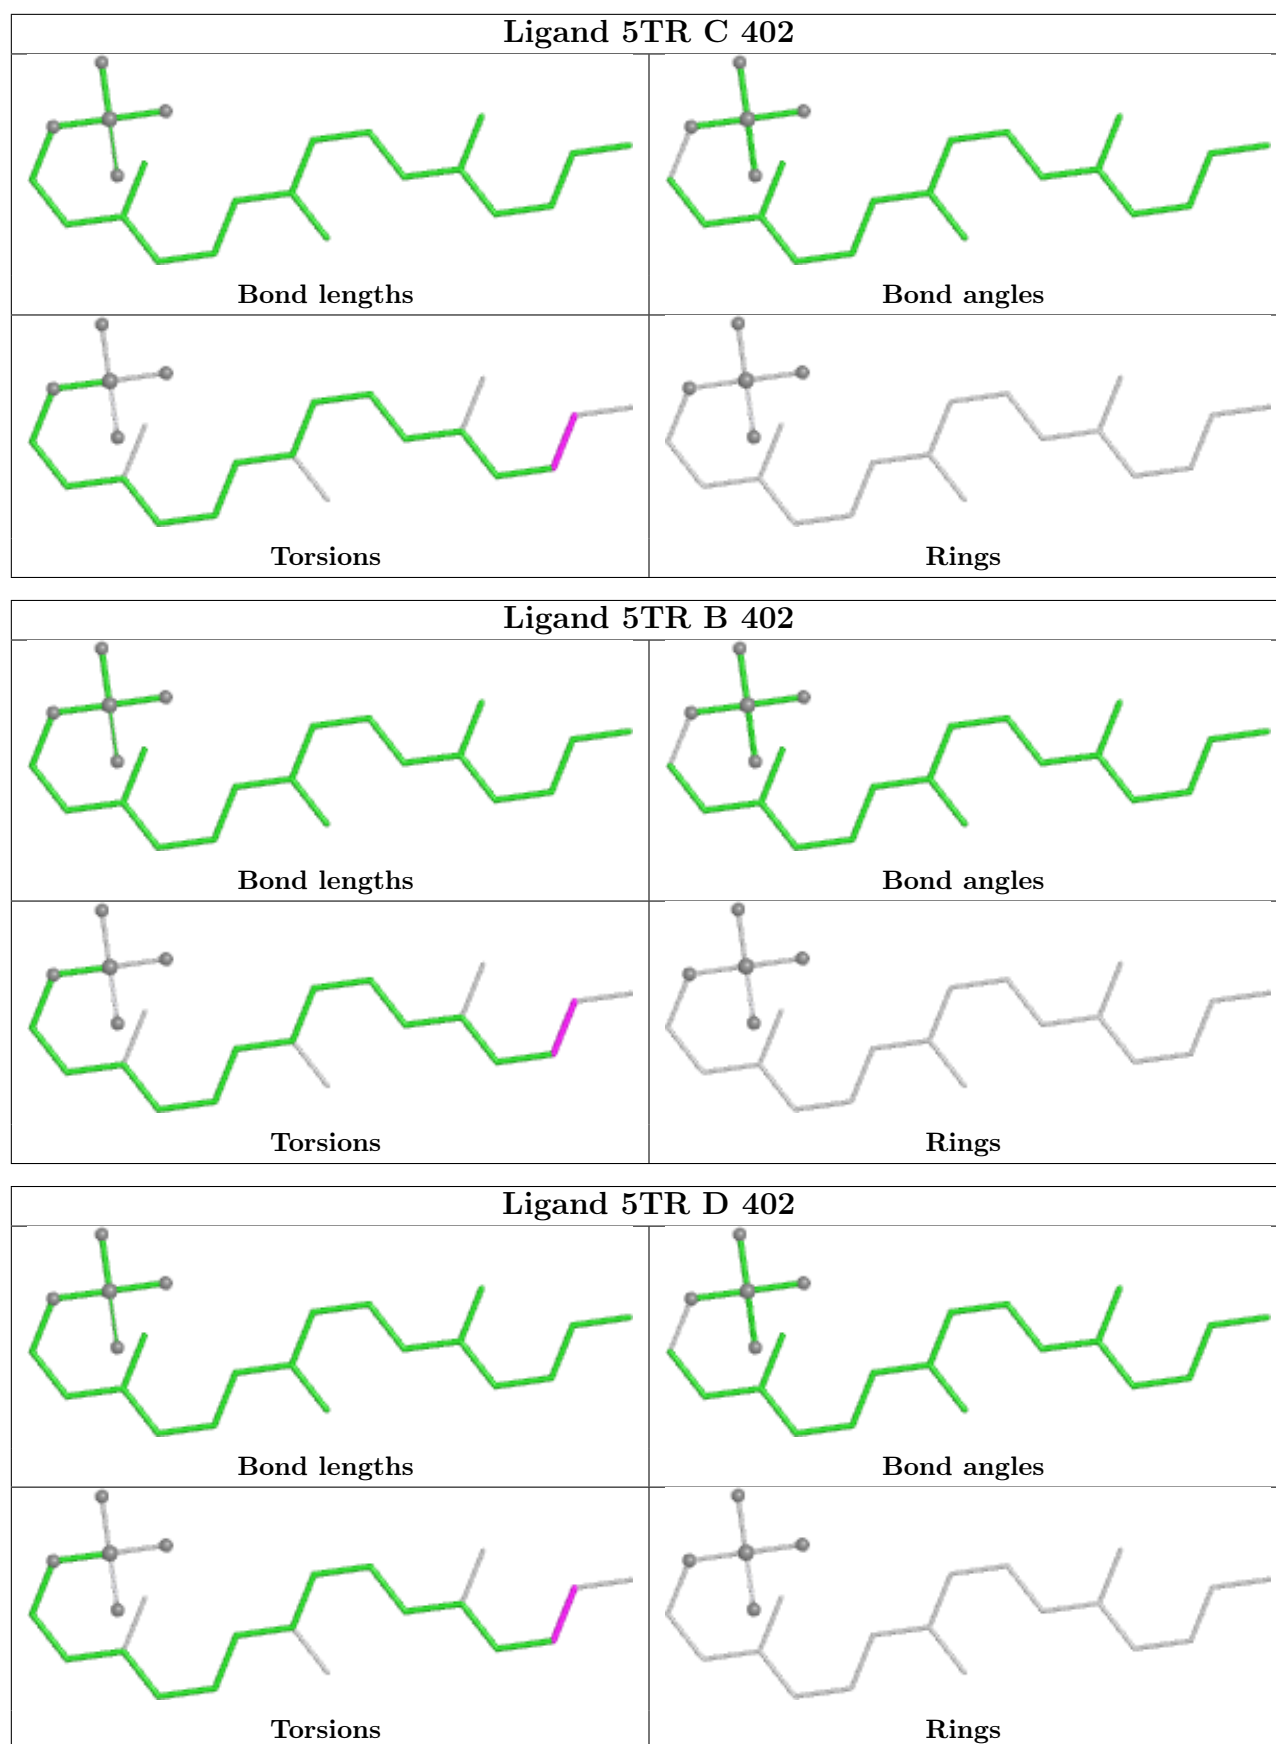 Ligand 5TR C 402
Bond lengths
Bond angles
Torsions
Rings
Ligand 5TR B 402
Bond lengths
Bond angles
Torsions
Rings
Ligand 5TR D 402
Bond lengths
Bond angles
Torsions
Rings